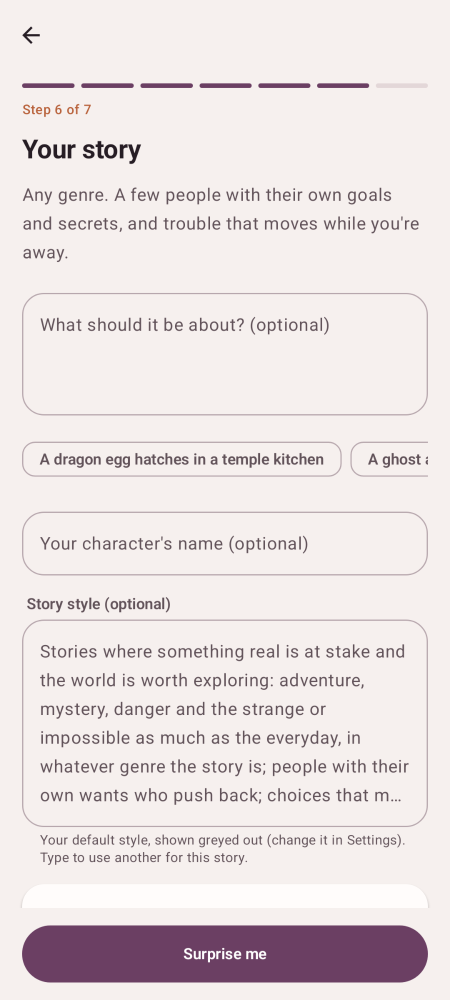 Step 6 of 7
Your story
Any genre. A few people with their own goals
and secrets, and trouble that moves while you're
away.
What should it be about? (optional)
A dragon egg hatches in a temple kitchen
A ghost
Your character's name (optional)
Story style (optional)
Stories where something real is at stake and
the world is worth exploring: adventure,
mystery, danger and the strange or
impossible as much as the everyday, in
whatever genre the story is; people with their
own wants who push back; choices that m…
Your default style, shown greyed out (change it in Settings).
Type to use another for this story.
Surprise me